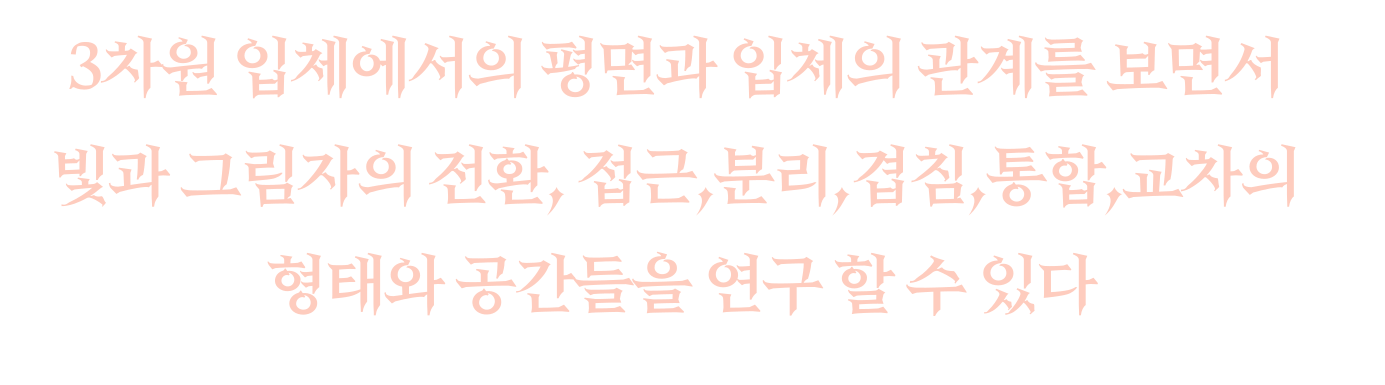 3차원 입체에서의 평면과 입체의 관계를 보면서
빛과 그림자의 전환, 접근,분리,겹침,통합,교차의
형태와 공간들을 연구 할 수 있다